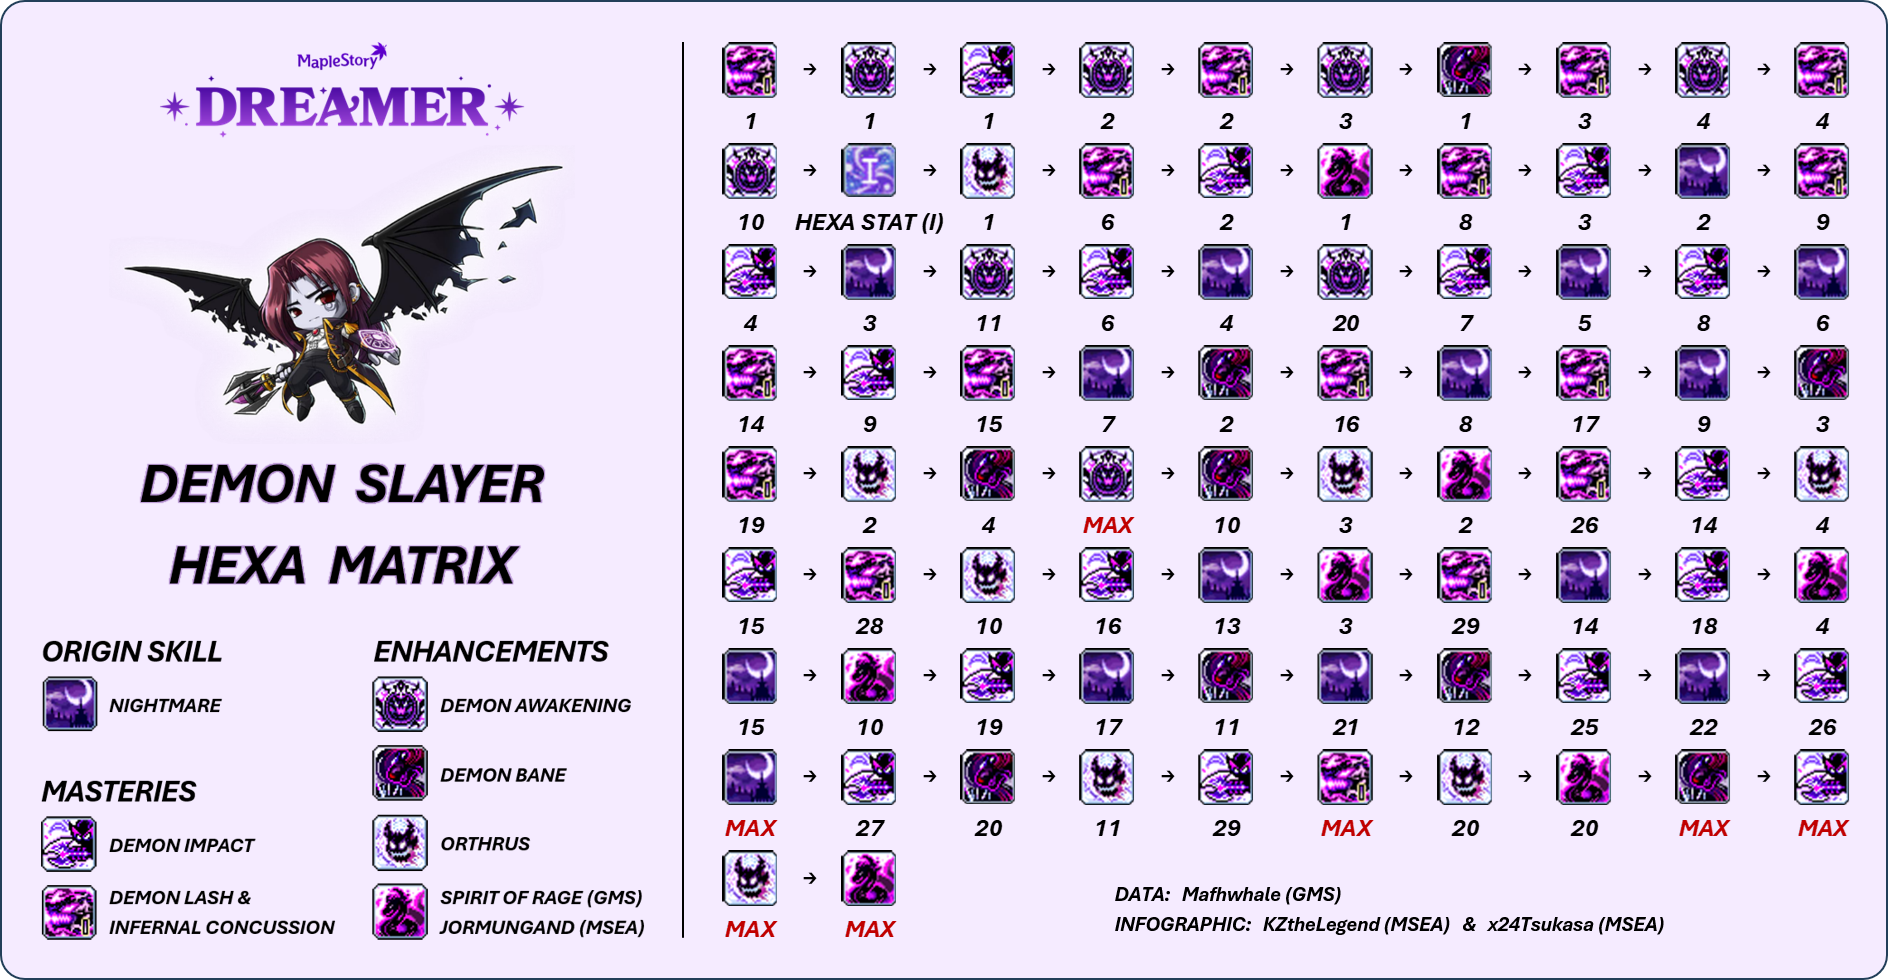 MapleStory
DREAMER
DEMON SLAYER
HEXA MATRIX
ORIGIN SKILL
NIGHTMARE
MASTERIES
DEMON IMPACT
DEMON LASH &
INFERNAL CONCUSSION
ENHANCEMENTS
DEMON AWAKENING
DEMON BANE
ORTHRUS
SPIRIT OF RAGE (GMS)
JORMUNGAND (MSEA)
→ → → → → → → → →
1 1 1 2 2 3 1 3 4 4
→ I → → → → → → → →
10 HEXA STAT (I) 1 6 2 1 8 3 2 9
→ → → → → → → → →
4 3 11 6 4 20 7 5 8 6
→ → → → → → → → →
14 9 15 7 2 16 8 17 9 3
→ → → → → → → → →
19 2 4 MAX 10 3 2 26 14 4
→ → → → → → → → →
15 28 10 16 13 3 29 14 18 4
→ → → → → → → → →
15 10 19 17 11 21 12 25 22 26
→ → → → → → → → →
MAX 27 20 11 29 MAX 20 20 MAX MAX
→
MAX MAX
DATA: Mafhwhale (GMS)
INFOGRAPHIC: KZtheLegend (MSEA) & x24Tsukasa (MSEA)